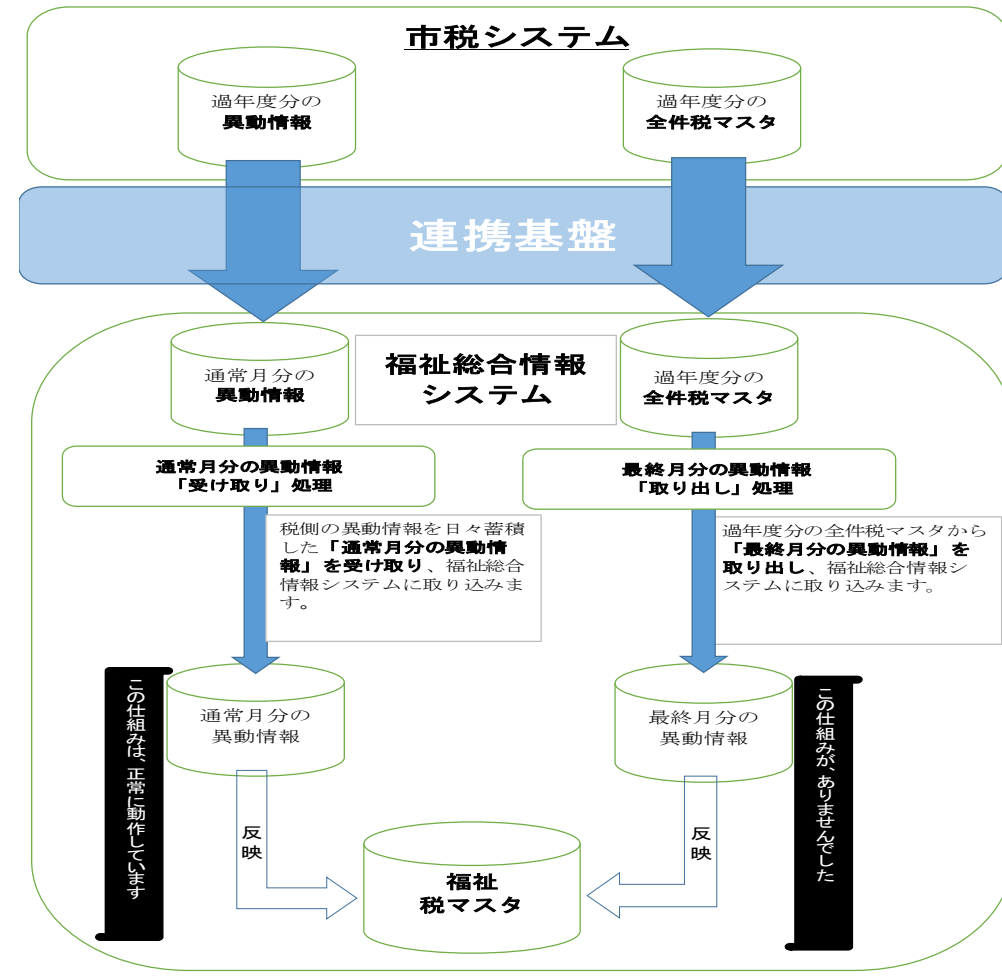 市税システム
過年度分の
異動情報
過年度分の
全件税マスタ
連携基盤
通常月分の
異動情報
福祉総合情報
システム
過年度分の
全件税マスタ
通常月分の異動情報
「受け取り」処理
最終月分の異動情報
「取り出し」処理
税側の異動情報を日々蓄積
した「通常月分の異動情
報」を受け取り、福祉総合
情報システムに取り込みま
す。
過年度分の全件税マスタから
「最終月分の異動情報」を
取り出し、福祉総合情報シ
ステムに取り込みます。
この仕組みは、正常に動作しています
通常月分の
異動情報
最終月分の
異動情報
この仕組みが、ありませんでした
反映
反映
福祉
税マスタ